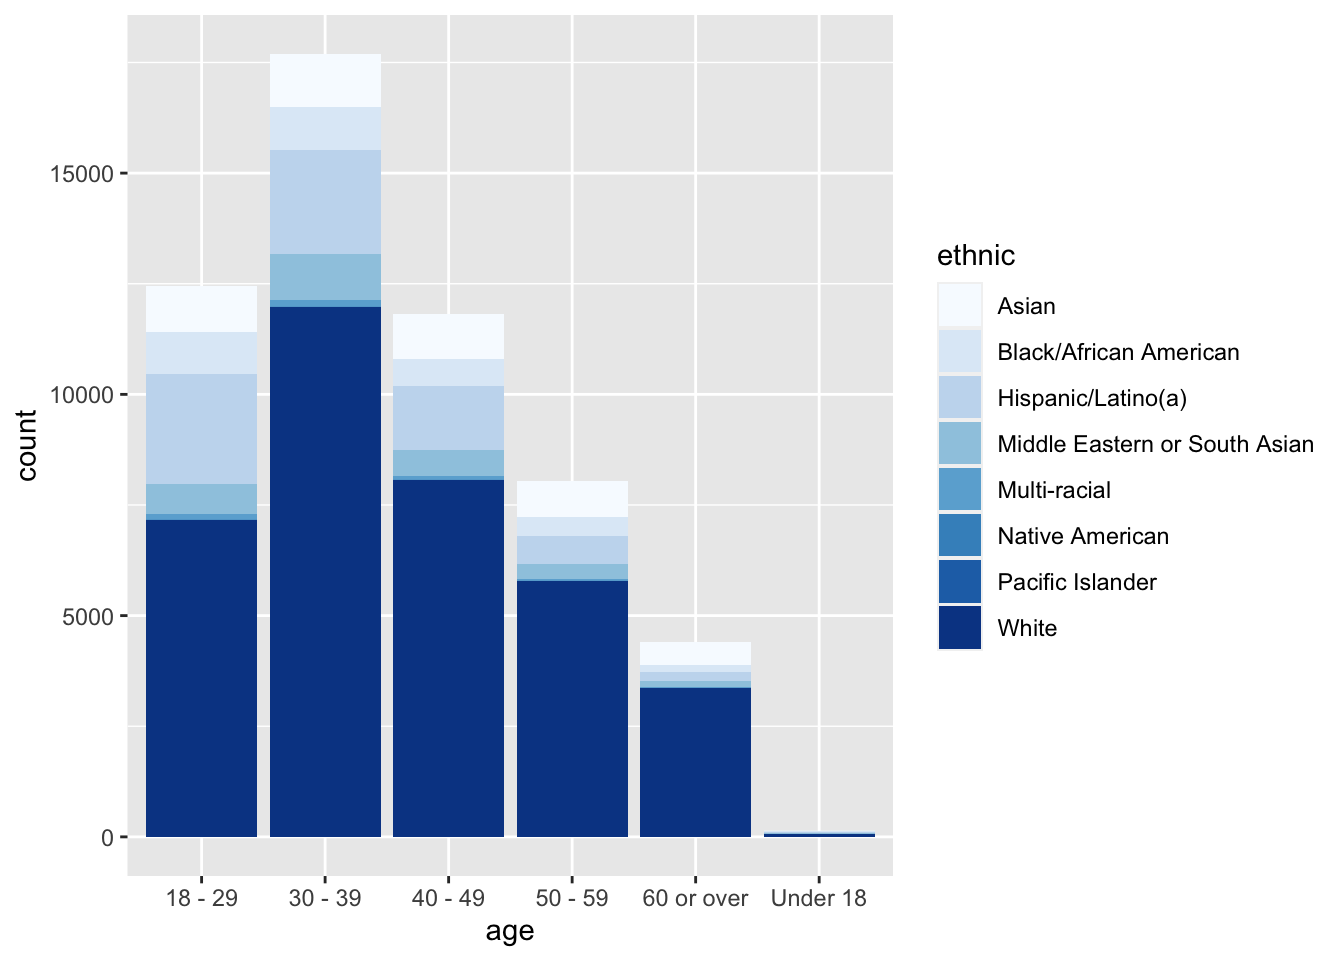 15000
10000
5000
0
count
18 - 29
30 - 39
40 - 49
50 - 59
60 or over
Under 18
age
ethnic
Asian
Black/African American
Hispanic/Latino(a)
Middle Eastern or South Asian
Multi-racial
Native American
Pacific Islander
White